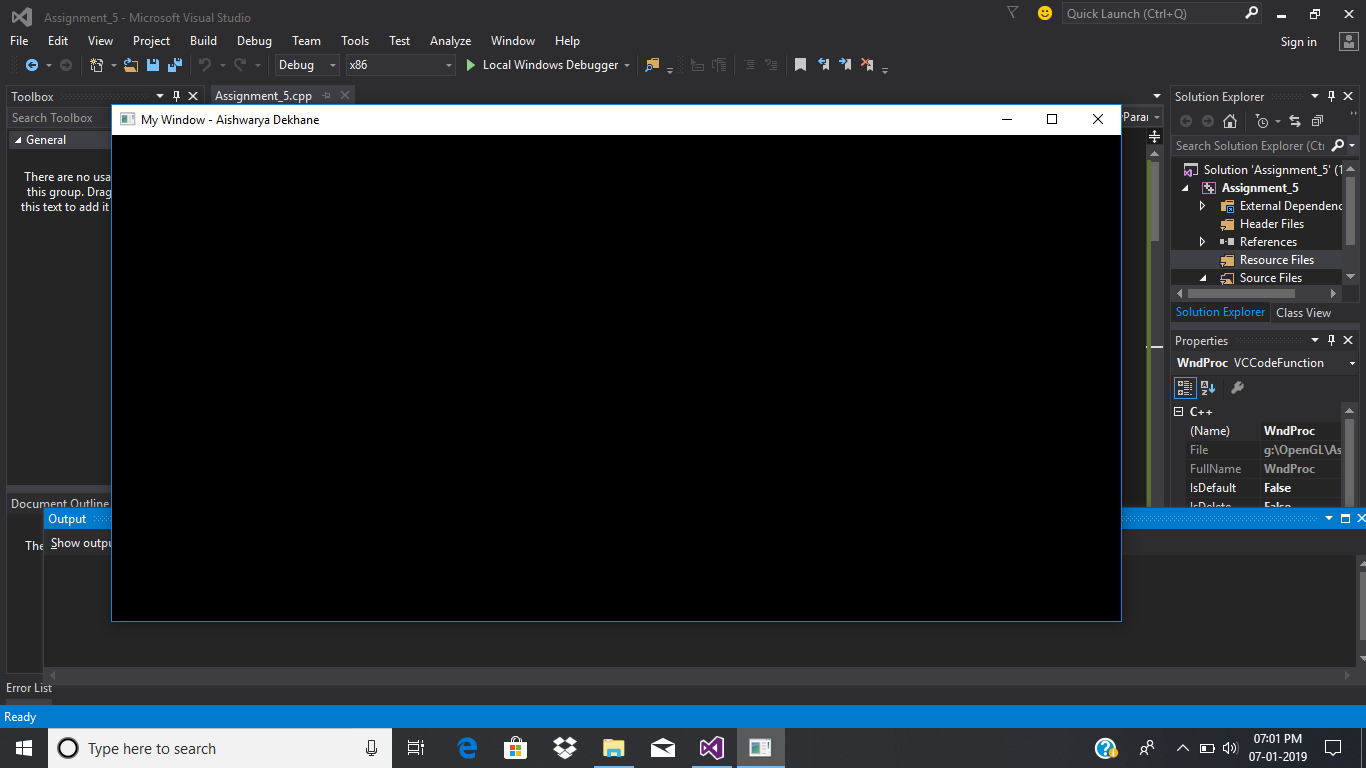 Assignment_5 - Microsoft Visual Studio
Quick Launch (Ctrl+Q)
File Edit View Project Build Debug Team Tools Test Analyze Window Help
Sign in
Debug x86 Local Windows Debugger
Toolbox
Assignment_5.cpp
Search Toolbox
General
There are no usa
this group. Drag
this text to add it
My Window - Aishwarya Dekhane
Para
Solution Explorer
Search Solution Explorer (Ctr
Solution 'Assignment_5' (1
Assignment_5
External Dependenc
Header Files
References
Resource Files
Source Files
Solution Explorer Class View
Properties
WndProc VCCodeFunction
C++
(Name) WndProc
File g:\OpenGL\As
FullName WndProc
IsDefault False
IsDelete False
Document Outline
The
Output
Show outpu
Error List
Ready
Type here to search
07:01 PM
07-01-2019